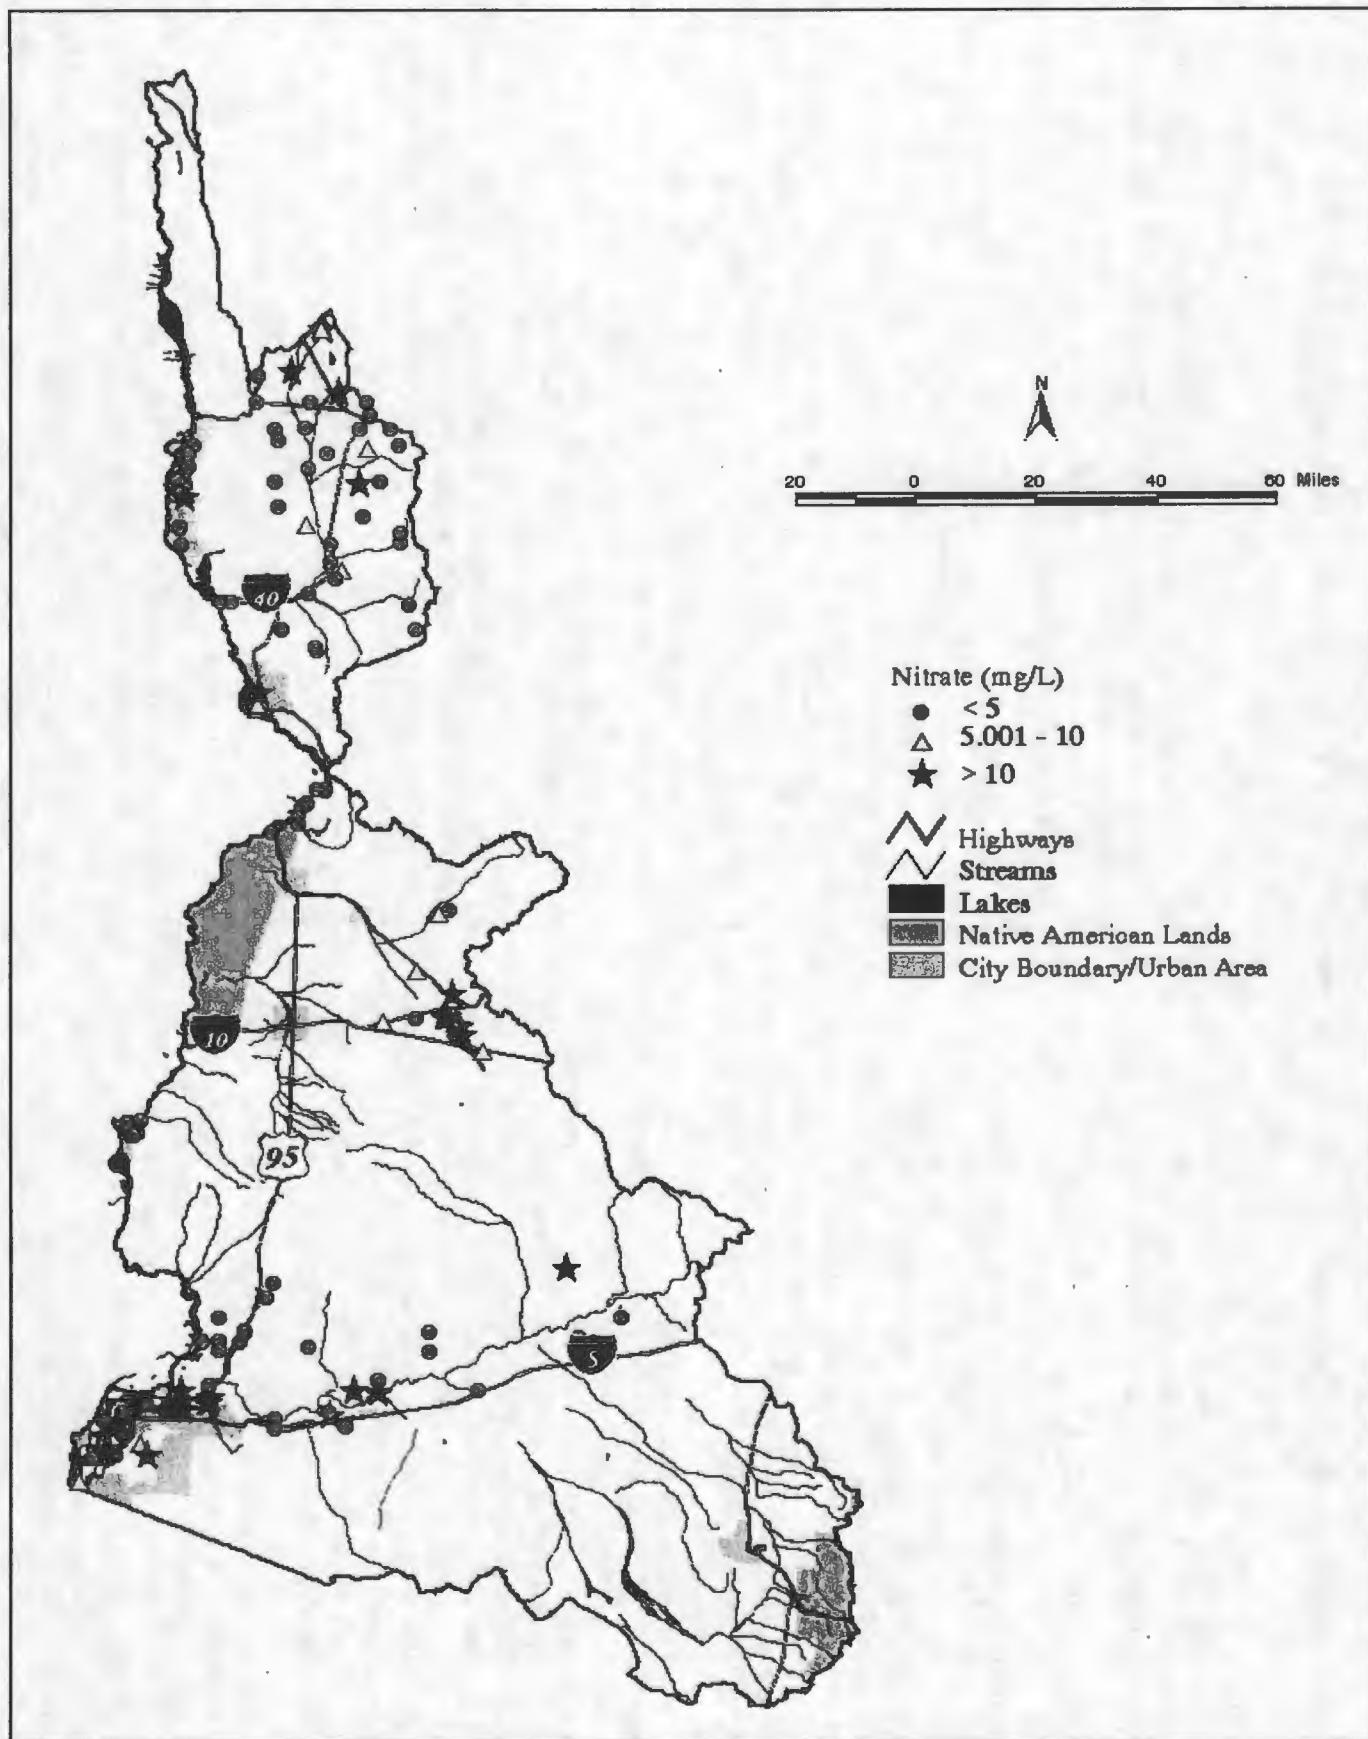 N
20 0 20 40 60 Miles
40
Nitrate (mg/L)
< 5
5.001 - 10
> 10
Highways
Streams
Lakes
Native American Lands
City Boundary/Urban Area
10
95
5